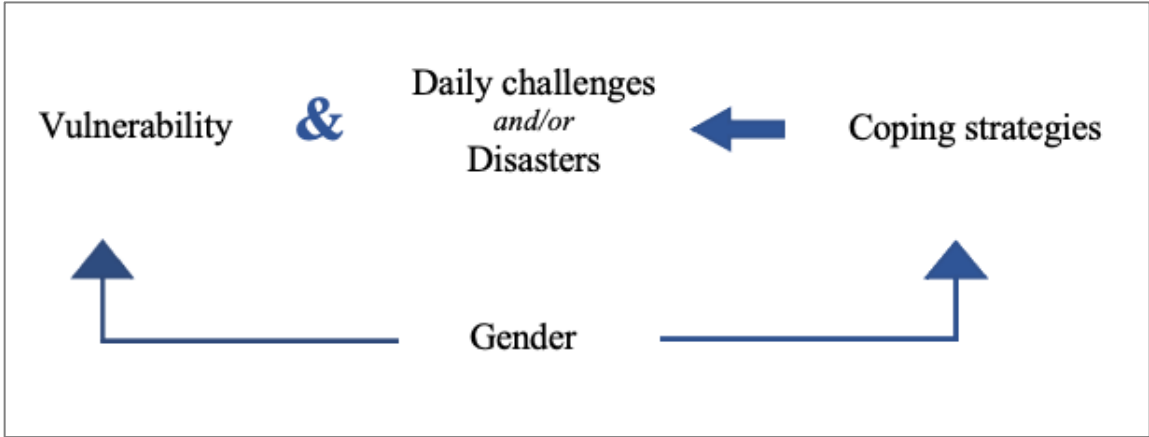 Vulnerability
&
Daily challenges
and/or
Disasters
Coping strategies
Gender